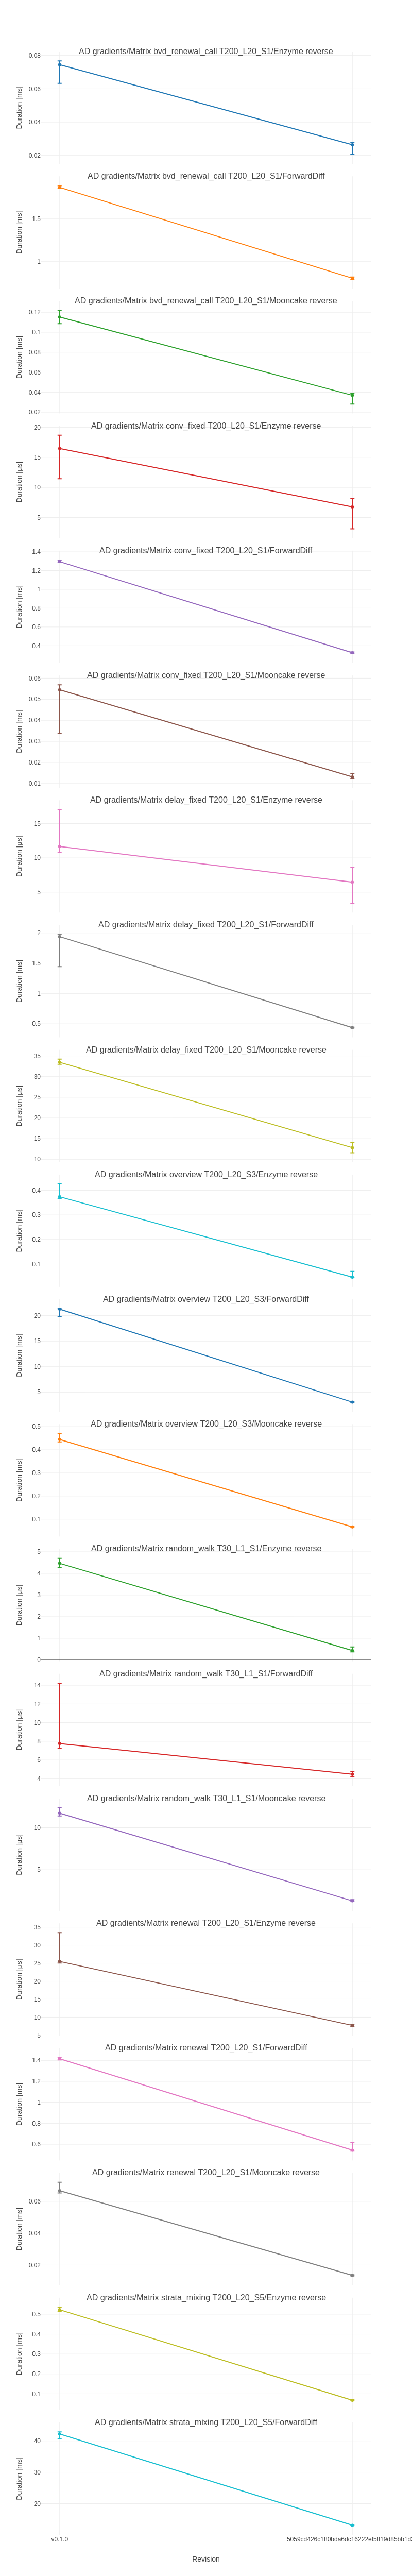 AD gradients/Matrix bvd_renewal_call T200_L20_S1/Enzyme reverse
0.08
0.06
0.04
0.02
Duration [ms]
AD gradients/Matrix bvd_renewal_call T200_L20_S1/ForwardDiff
1.5
1
Duration [ms]
AD gradients/Matrix bvd_renewal_call T200_L20_S1/Mooncake reverse
0.12
0.1
0.08
0.06
0.04
0.02
Duration [ms]
AD gradients/Matrix conv_fixed T200_L20_S1/Enzyme reverse
20
15
10
5
Duration [μs]
AD gradients/Matrix conv_fixed T200_L20_S1/ForwardDiff
1.4
1.2
1
0.8
0.6
0.4
Duration [ms]
AD gradients/Matrix conv_fixed T200_L20_S1/Mooncake reverse
0.06
0.05
0.04
0.03
0.02
0.01
Duration [ms]
AD gradients/Matrix delay_fixed T200_L20_S1/Enzyme reverse
15
10
5
Duration [μs]
AD gradients/Matrix delay_fixed T200_L20_S1/ForwardDiff
2
1.5
1
0.5
Duration [ms]
AD gradients/Matrix delay_fixed T200_L20_S1/Mooncake reverse
35
30
25
20
15
10
Duration [μs]
AD gradients/Matrix overview T200_L20_S3/Enzyme reverse
0.4
0.3
0.2
0.1
Duration [ms]
AD gradients/Matrix overview T200_L20_S3/ForwardDiff
20
15
10
5
Duration [ms]
AD gradients/Matrix overview T200_L20_S3/Mooncake reverse
0.5
0.4
0.3
0.2
0.1
Duration [ms]
AD gradients/Matrix random_walk T30_L1_S1/Enzyme reverse
5
4
3
2
1
0
Duration [μs]
AD gradients/Matrix random_walk T30_L1_S1/ForwardDiff
14
12
10
8
6
4
Duration [μs]
AD gradients/Matrix random_walk T30_L1_S1/Mooncake reverse
10
5
Duration [μs]
AD gradients/Matrix renewal T200_L20_S1/Enzyme reverse
35
30
25
20
15
10
5
Duration [μs]
AD gradients/Matrix renewal T200_L20_S1/ForwardDiff
1.4
1.2
1
0.8
0.6
Duration [ms]
AD gradients/Matrix renewal T200_L20_S1/Mooncake reverse
0.06
0.04
0.02
Duration [ms]
AD gradients/Matrix strata_mixing T200_L20_S5/Enzyme reverse
0.5
0.4
0.3
0.2
0.1
Duration [ms]
AD gradients/Matrix strata_mixing T200_L20_S5/ForwardDiff
40
30
20
Duration [ms]
v0.1.0
5059cd426c180bda6dc16222ef5ff19d85bb1d
Revision